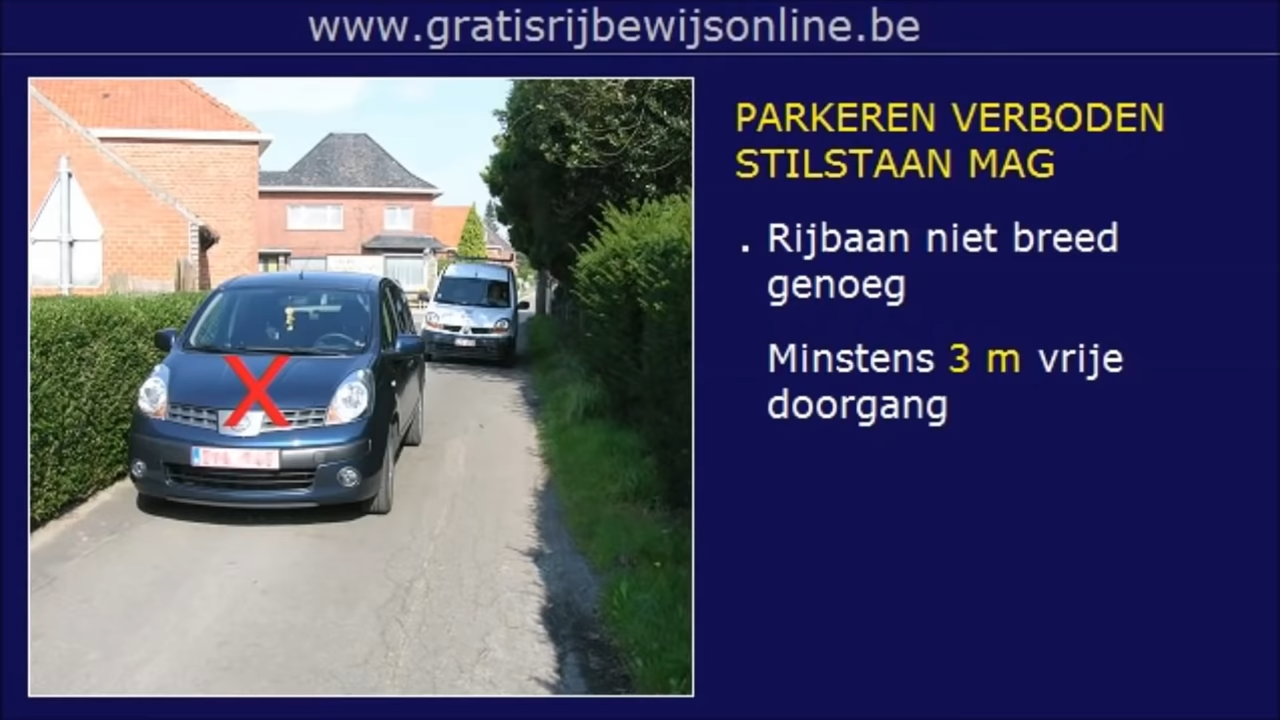 www.gratisrijbewijsonline.be
PARKEREN VERBODEN
STILSTAAN MAG
. Rijbaan niet breed
genoeg
Minstens 3 m vrije
doorgang